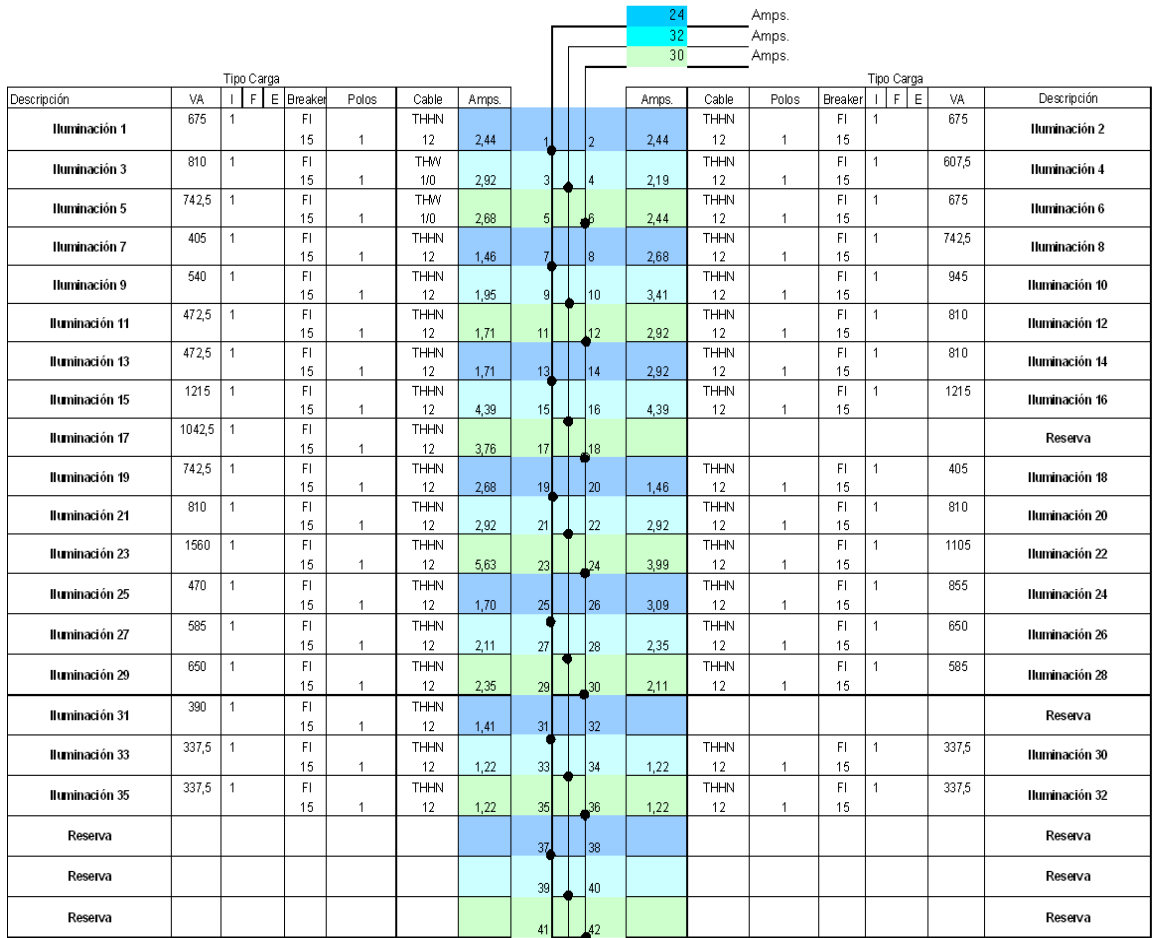 24 Amps.
32 Amps.
30 Amps.
Tipo Carga Tipo Carga
Descripción VA I F E Breaker Polos Cable Amps. Amps. Cable Polos Breaker I F E VA Descripción
Iluminación 1 675 1 FI 15 1 THHN 12 2,44 1 2 2,44 THHN 12 1 FI 15 1 675 Iluminación 2
Iluminación 3 810 1 FI 15 1 THW 1/0 2,92 3 4 2,19 THHN 12 1 FI 15 1 607,5 Iluminación 4
Iluminación 5 742,5 1 FI 15 1 THW 1/0 2,68 5 6 2,44 THHN 12 1 FI 15 1 675 Iluminación 6
Iluminación 7 405 1 FI 15 1 THHN 12 1,46 7 8 2,68 THHN 12 1 FI 15 1 742,5 Iluminación 8
Iluminación 9 540 1 FI 15 1 THHN 12 1,95 9 10 3,41 THHN 12 1 FI 15 1 945 Iluminación 10
Iluminación 11 472,5 1 FI 15 1 THHN 12 1,71 11 12 2,92 THHN 12 1 FI 15 1 810 Iluminación 12
Iluminación 13 472,5 1 FI 15 1 THHN 12 1,71 13 14 2,92 THHN 12 1 FI 15 1 810 Iluminación 14
Iluminación 15 1215 1 FI 15 1 THHN 12 4,39 15 16 4,39 THHN 12 1 FI 15 1 1215 Iluminación 16
Iluminación 17 1042,5 1 FI 15 1 THHN 12 3,76 17 18 Reserva
Iluminación 19 742,5 1 FI 15 1 THHN 12 2,68 19 20 1,46 THHN 12 1 FI 15 1 405 Iluminación 18
Iluminación 21 810 1 FI 15 1 THHN 12 2,92 21 22 2,92 THHN 12 1 FI 15 1 810 Iluminación 20
Iluminación 23 1560 1 FI 15 1 THHN 12 5,63 23 24 3,99 THHN 12 1 FI 15 1 1105 Iluminación 22
Iluminación 25 470 1 FI 15 1 THHN 12 1,70 25 26 3,09 THHN 12 1 FI 15 1 855 Iluminación 24
Iluminación 27 585 1 FI 15 1 THHN 12 2,11 27 28 2,35 THHN 12 1 FI 15 1 650 Iluminación 26
Iluminación 29 650 1 FI 15 1 THHN 12 2,35 29 30 2,11 THHN 12 1 FI 15 1 585 Iluminación 28
Iluminación 31 390 1 FI 15 1 THHN 12 1,41 31 32 Reserva
Iluminación 33 337,5 1 FI 15 1 THHN 12 1,22 33 34 1,22 THHN 12 1 FI 15 1 337,5 Iluminación 30
Iluminación 35 337,5 1 FI 15 1 THHN 12 1,22 35 36 1,22 THHN 12 1 FI 15 1 337,5 Iluminación 32
Reserva 37 38 Reserva
Reserva 39 40 Reserva
Reserva 41 42 Reserva